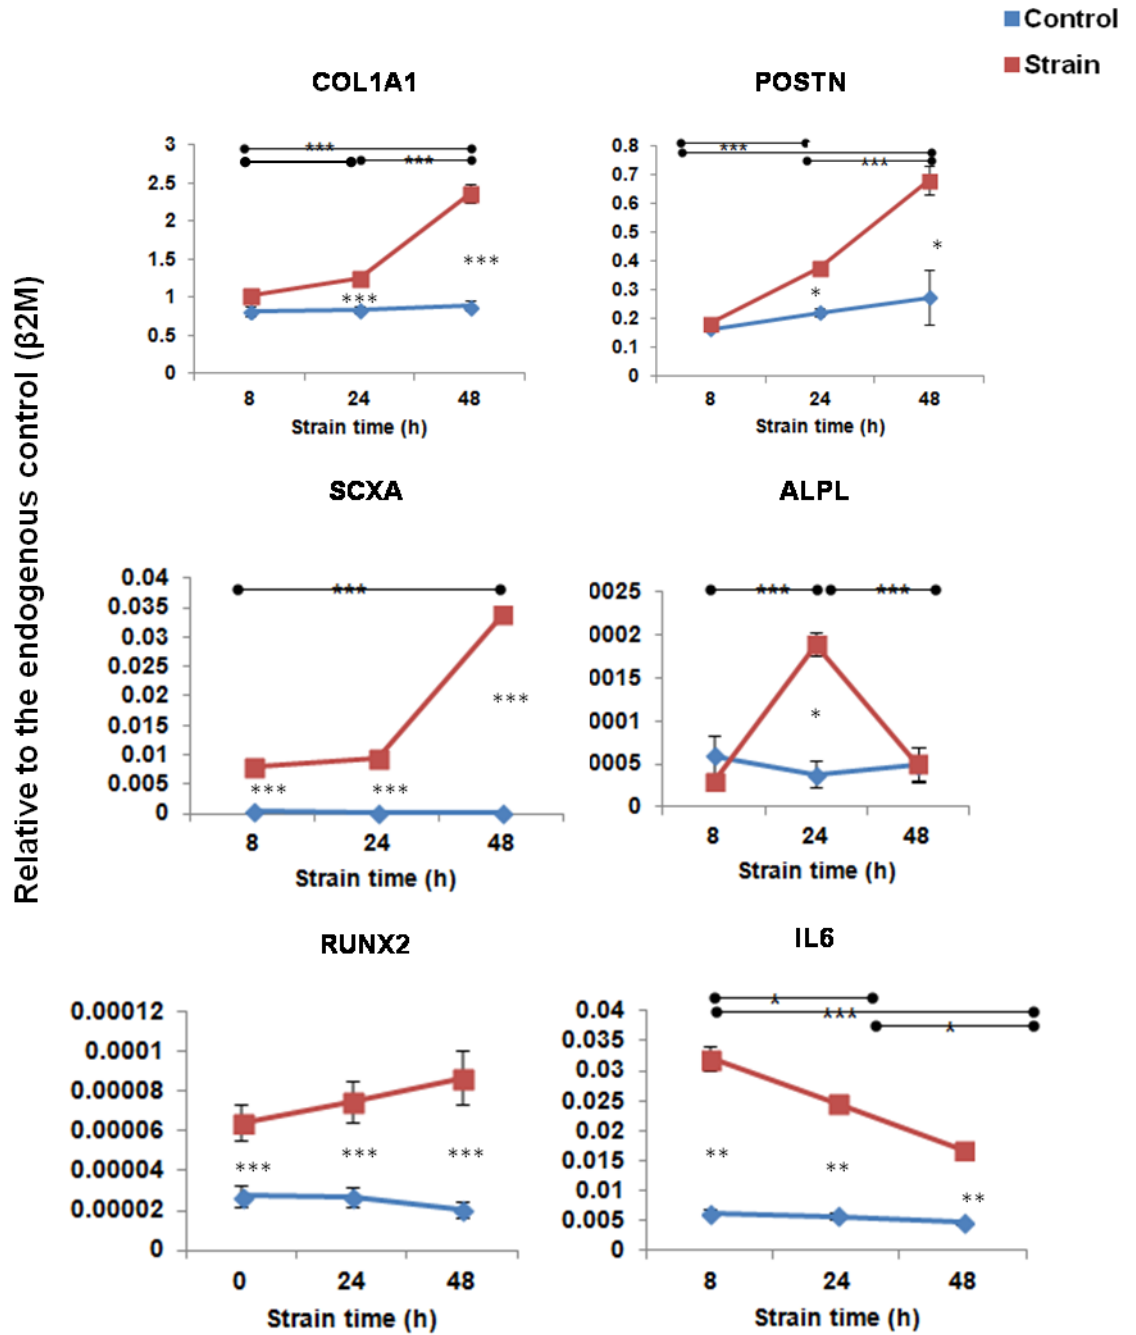 Control
Strain
Relative to the endogenous control (β2M)
COL1A1
3
2.5
2
1.5
1
0.5
0
***
***
***
***
8 24 48
Strain time (h)
POSTN
0.8
0.7
0.6
0.5
0.4
0.3
0.2
0.1
0
***
***
*
*
8 24 48
Strain time (h)
SCXA
0.04
0.035
0.03
0.025
0.02
0.015
0.01
0.005
0
***
***
*** ***
8 24 48
Strain time (h)
ALPL
0025
0002
0015
0001
0005
0
*** ***
*
8 24 48
Strain time (h)
RUNX2
0.00012
0.0001
0.00008
0.00006
0.00004
0.00002
0
*** *** ***
0 24 48
Strain time (h)
IL6
0.04
0.035
0.03
0.025
0.02
0.015
0.01
0.005
0
*
***
*
** ** **
8 24 48
Strain time (h)